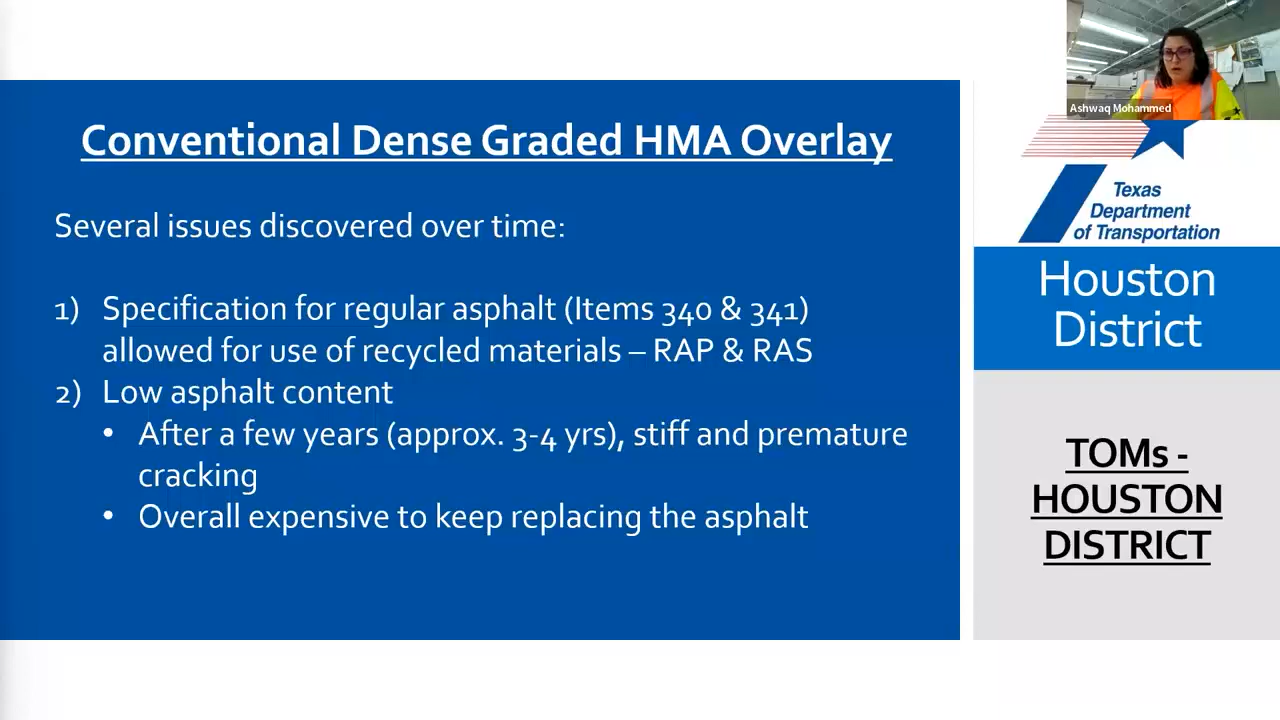 Conventional Dense Graded HMA Overlay
Several issues discovered over time:
1) Specification for regular asphalt (Items 340 & 341)
allowed for use of recycled materials – RAP & RAS
2) Low asphalt content
• After a few years (approx. 3-4 yrs), stiff and premature
cracking
• Overall expensive to keep replacing the asphalt
Ashwaq Mohammed
Texas
Department
of Transportation
Houston
District
TOMs -
HOUSTON
DISTRICT